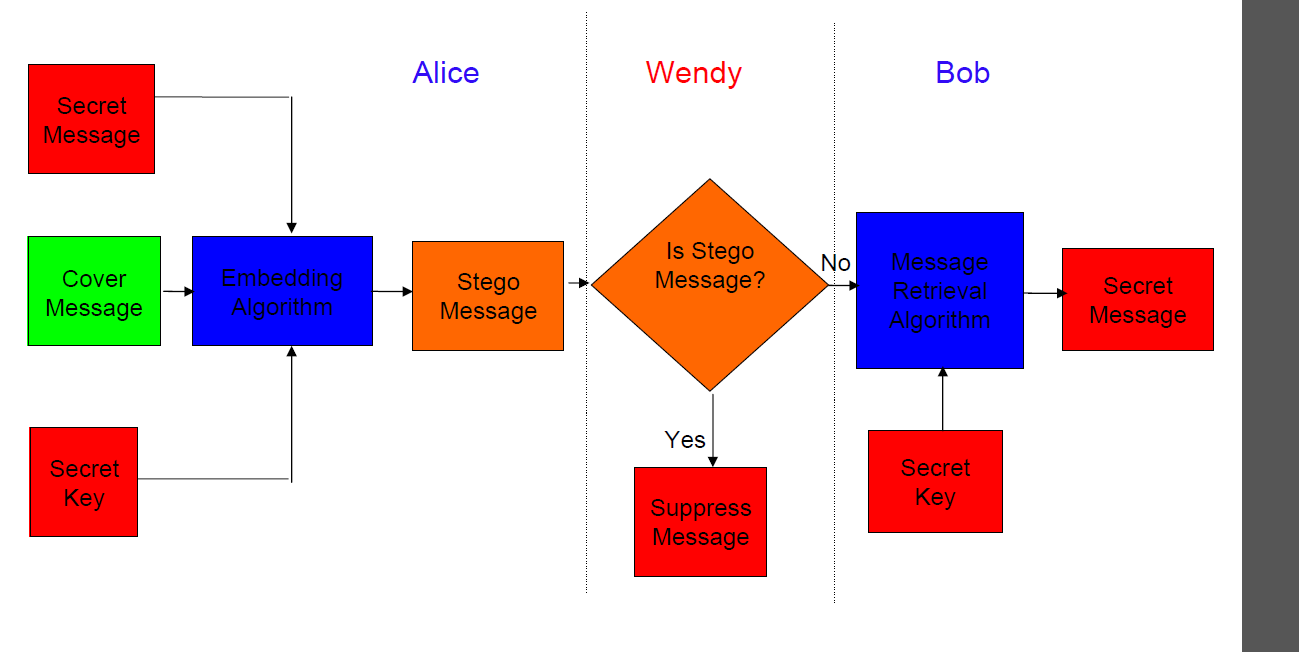 Alice
Wendy
Bob
Secret
Message
Cover
Message
Secret
Key
Embedding
Algorithm
Stego
Message
Is Stego
Message?
No
Yes
Suppress
Message
Message
Retrieval
Algorithm
Secret
Key
Secret
Message